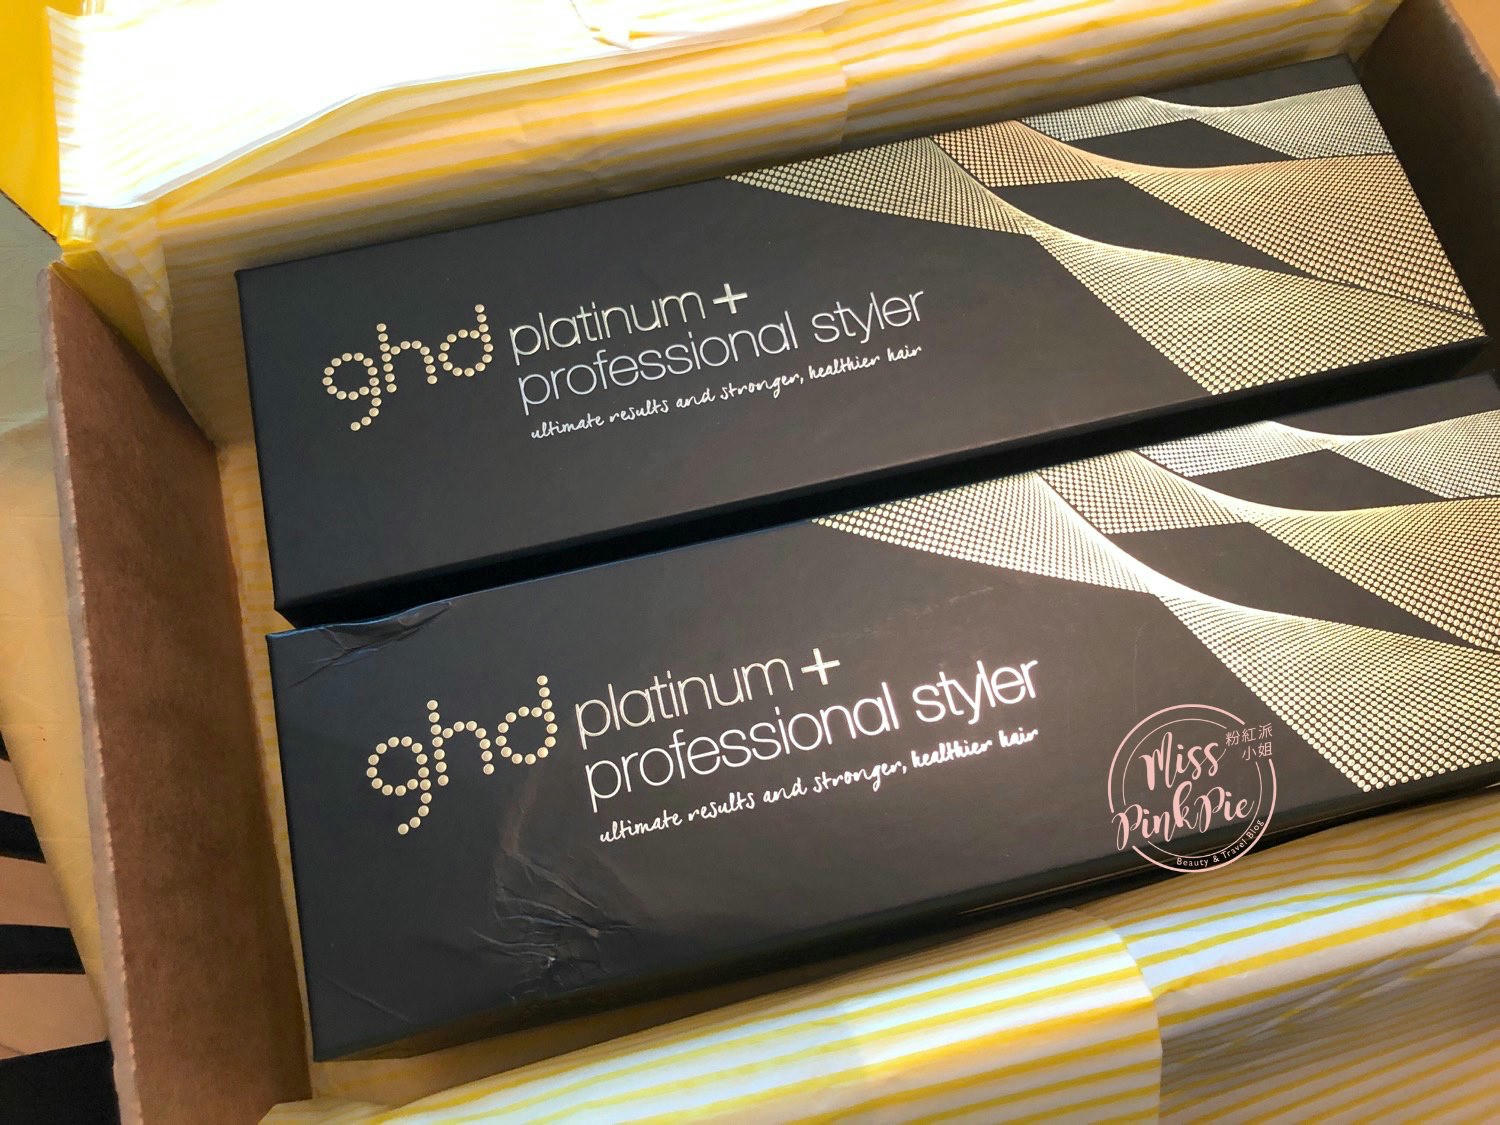 ghd platinum+
professional styler
ultimate results and stronger, healthier hair
ghd platinum+
professional styler
ultimate results and stronger, healthier hair
Miss 粉紅派
小姐
PinkPie
Beauty & Travel Blog